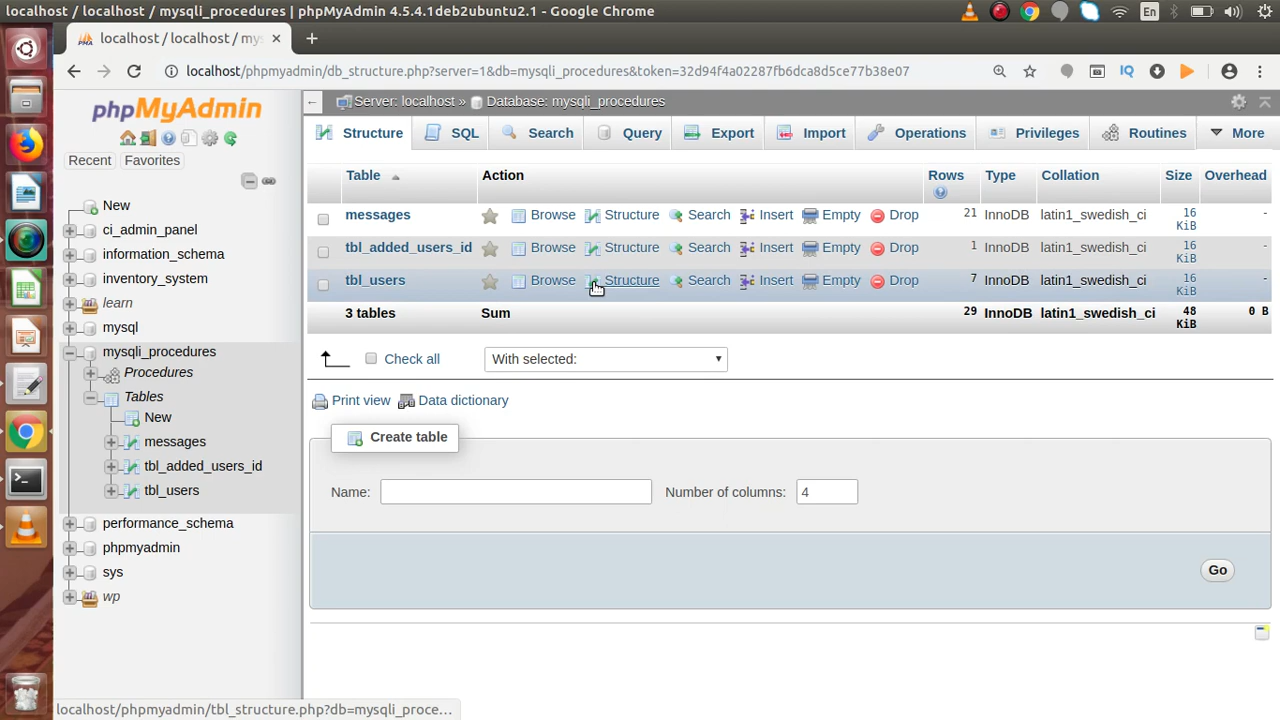 localhost / localhost / mysqli_procedures | phpMyAdmin 4.5.4.1deb2ubuntu2.1 - Google Chrome
En
localhost / localhost / my
localhost/phpmyadmin/db_structure.php?server=1&db=mysqli_procedures&token=32d94f4a02287fb6dca8d5ce77b38e07
IQ
phpMyAdmin
Recent Favorites
New
ci_admin_panel
information_schema
inventory_system
learn
mysql
mysqli_procedures
Procedures
Tables
New
messages
tbl_added_users_id
tbl_users
performance_schema
phpmyadmin
sys
wp
Server: localhost » Database: mysqli_procedures
Structure SQL Search Query Export Import Operations Privileges Routines More
Table Action Rows Type Collation Size Overhead
messages Browse Structure Search Insert Empty Drop 21 InnoDB latin1_swedish_ci 16 KiB -
tbl_added_users_id Browse Structure Search Insert Empty Drop 1 InnoDB latin1_swedish_ci 16 KiB -
tbl_users Browse Structure Search Insert Empty Drop 7 InnoDB latin1_swedish_ci 16 KiB -
3 tables Sum 29 InnoDB latin1_swedish_ci 48 KiB 0 B
Check all With selected:
Print view Data dictionary
Create table
Name: Number of columns: 4
Go
localhost/phpmyadmin/tbl_structure.php?db=mysqli_proce...